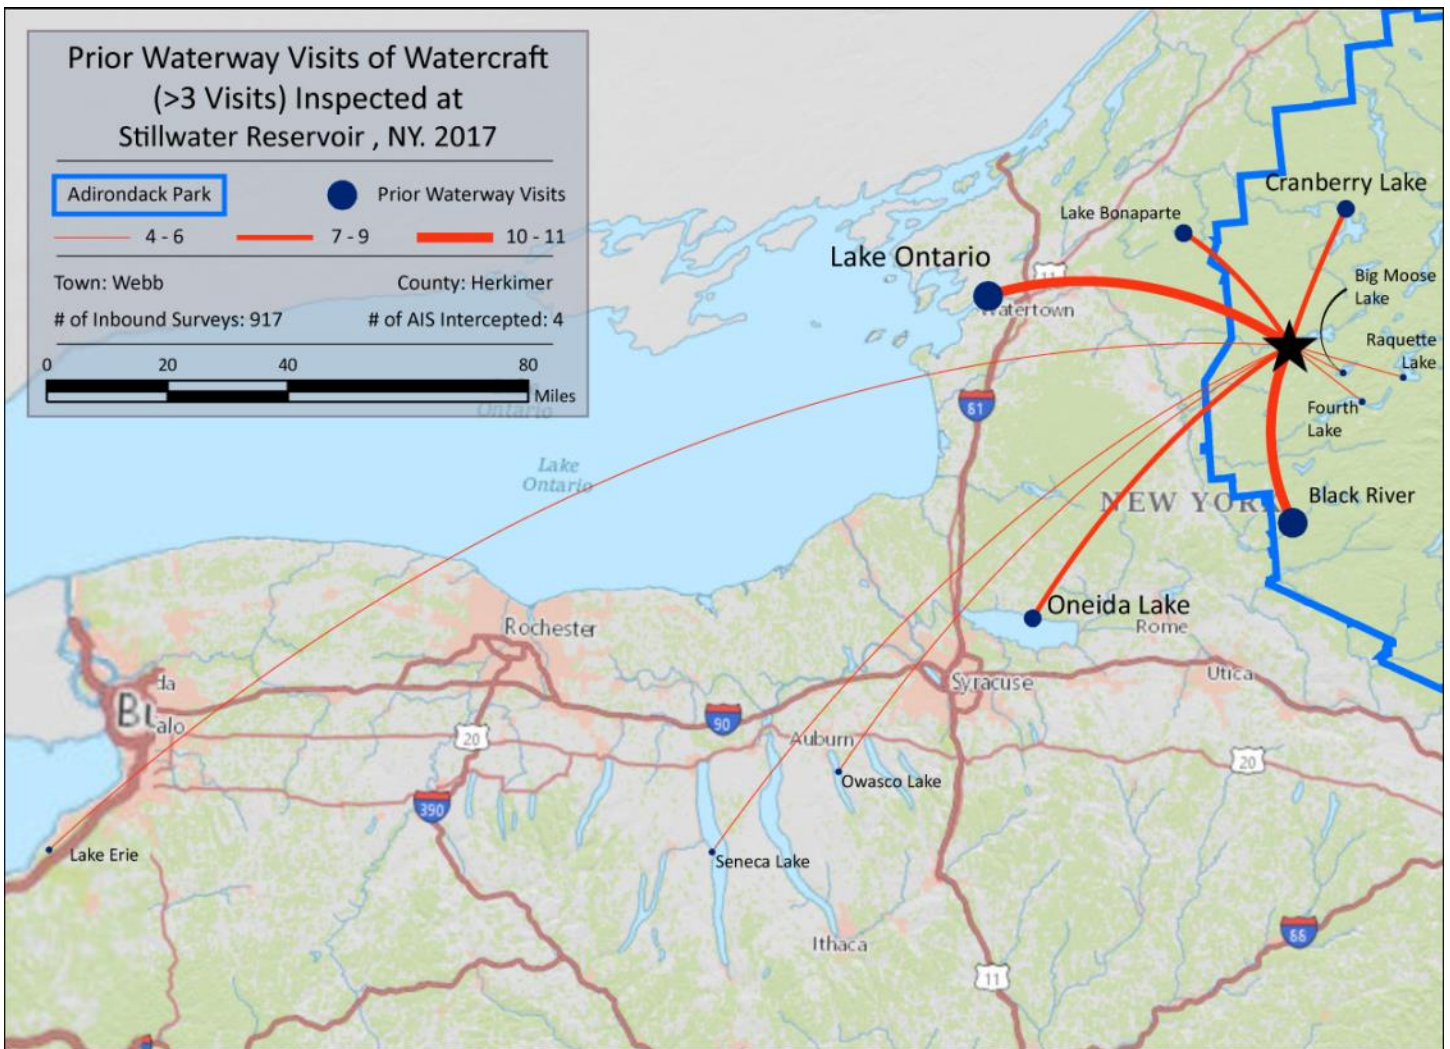 Prior Waterway Visits of Watercraft
(>3 Visits) Inspected at
Stillwater Reservoir , NY. 2017
Adirondack Park
Prior Waterway Visits
4 - 6
7 - 9
10 - 11
Town: Webb
County: Herkimer
# of Inbound Surveys: 917
# of AIS Intercepted: 4
0
20
40
80
Miles
Ontario
Lake
Ontario
Cranberry Lake
Lake Bonaparte
Lake Ontario
11
Watertown
Big Moose
Lake
Raquette
Lake
Fourth
Lake
81
NEW YORK
Black River
Oneida Lake
Rome
Rochester
Utica
Syracuse
90
20
Auburn
20
Owasco Lake
390
Lake Erie
Seneca Lake
Ithaca
88
11